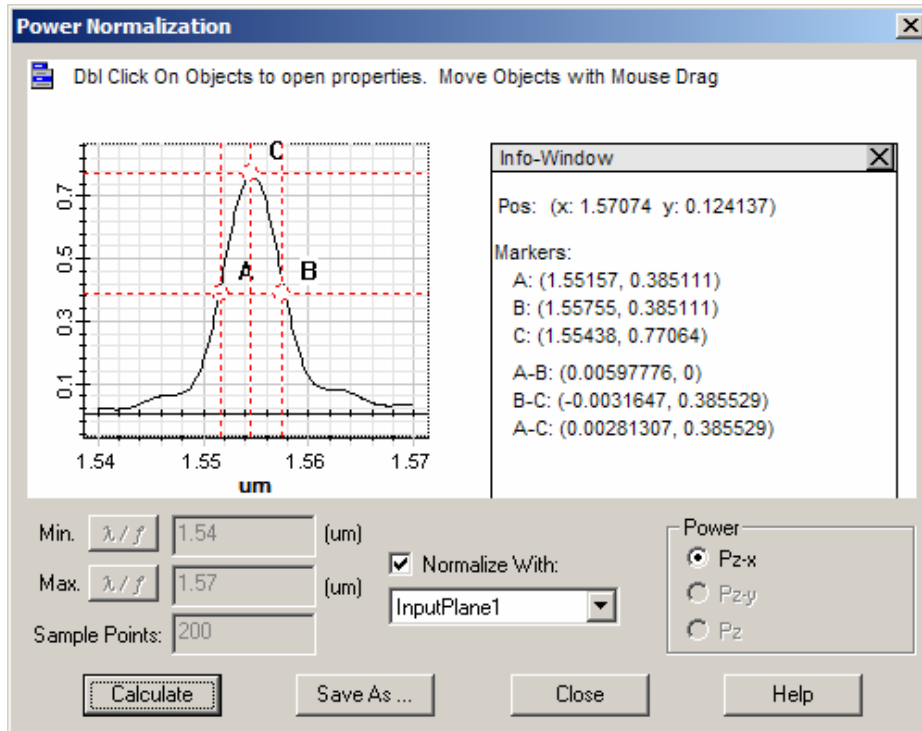 Power Normalization
Dbl Click On Objects to open properties. Move Objects with Mouse Drag
C
A
B
0.7
0.5
0.3
0.1
1.54 1.55 1.56 1.57
um
Info-Window
Pos: (x: 1.57074 y: 0.124137)
Markers:
A: (1.55157, 0.385111)
B: (1.55755, 0.385111)
C: (1.55438, 0.77064)
A-B: (0.00597776, 0)
B-C: (-0.0031647, 0.385529)
A-C: (0.00281307, 0.385529)
Min. λ / f 1.54 (um)
Max. λ / f 1.57 (um)
Sample Points: 200
Normalize With:
InputPlane1
Power
Pz-x
Pz-y
Pz
Calculate Save As ... Close Help